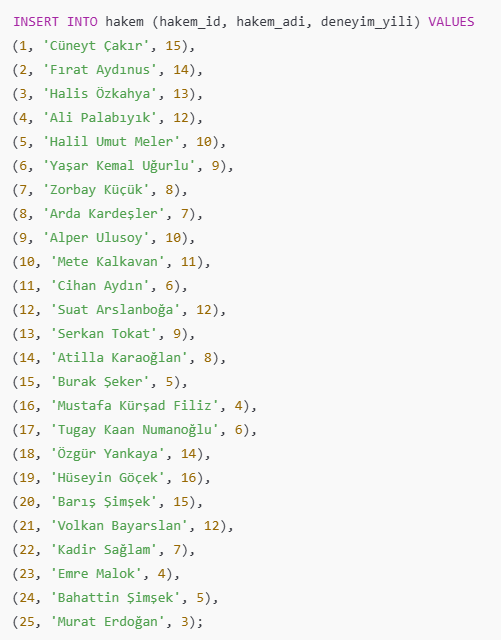 INSERT INTO hakem (hakem_id, hakem_adi, deneyim_yili) VALUES
(1, 'Cüneyt Çakır', 15),
(2, 'Fırat Aydınus', 14),
(3, 'Halis Özkahya', 13),
(4, 'Ali Palabıyık', 12),
(5, 'Halil Umut Meler', 10),
(6, 'Yaşar Kemal Uğurlu', 9),
(7, 'Zorbay Küçük', 8),
(8, 'Arda Kardeşler', 7),
(9, 'Alper Ulusoy', 10),
(10, 'Mete Kalkavan', 11),
(11, 'Cihan Aydın', 6),
(12, 'Suat Arslanboğa', 12),
(13, 'Serkan Tokat', 9),
(14, 'Atilla Karaoğlan', 8),
(15, 'Burak Şeker', 5),
(16, 'Mustafa Kürşad Filiz', 4),
(17, 'Tugay Kaan Numanoğlu', 6),
(18, 'Özgür Yankaya', 14),
(19, 'Hüseyin Göçek', 16),
(20, 'Barış Şimşek', 15),
(21, 'Volkan Bayarslan', 12),
(22, 'Kadir Sağlam', 7),
(23, 'Emre Malok', 4),
(24, 'Bahattin Şimşek', 5),
(25, 'Murat Erdoğan', 3);